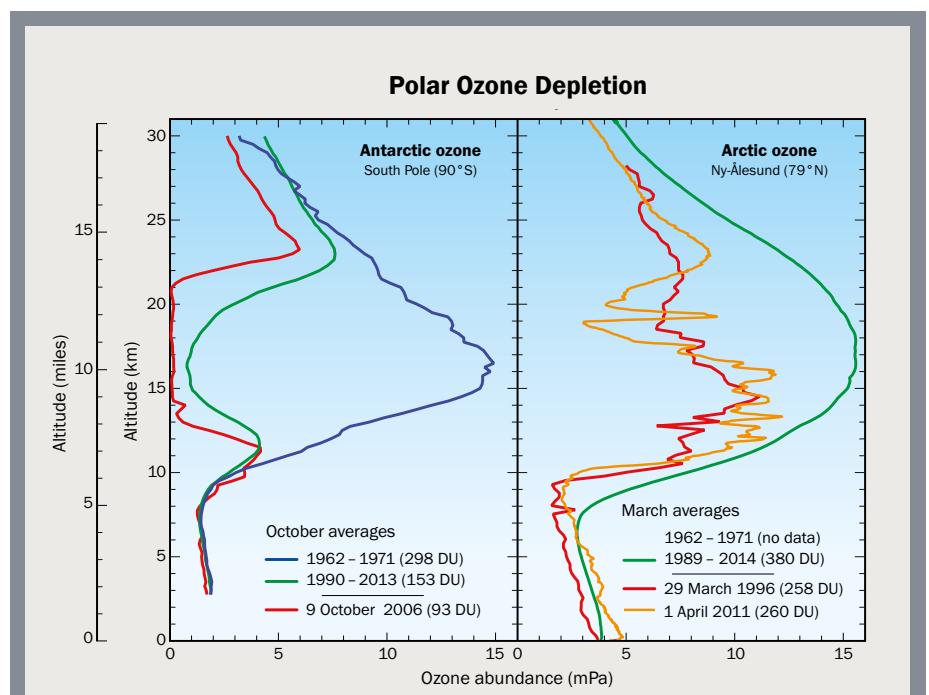 Polar Ozone Depletion
Antarctic ozone
South Pole (90°S)
Arctic ozone
Ny-Ålesund (79°N)
Altitude (miles)
15
10
5
0
Altitude (km)
30
25
20
15
10
5
0
October averages
1962 – 1971 (298 DU)
1990 – 2013 (153 DU)
9 October 2006 (93 DU)
March averages
1962 – 1971 (no data)
1989 – 2014 (380 DU)
29 March 1996 (258 DU)
1 April 2011 (260 DU)
0 5 10 15 0 5 10 15
Ozone abundance (mPa)